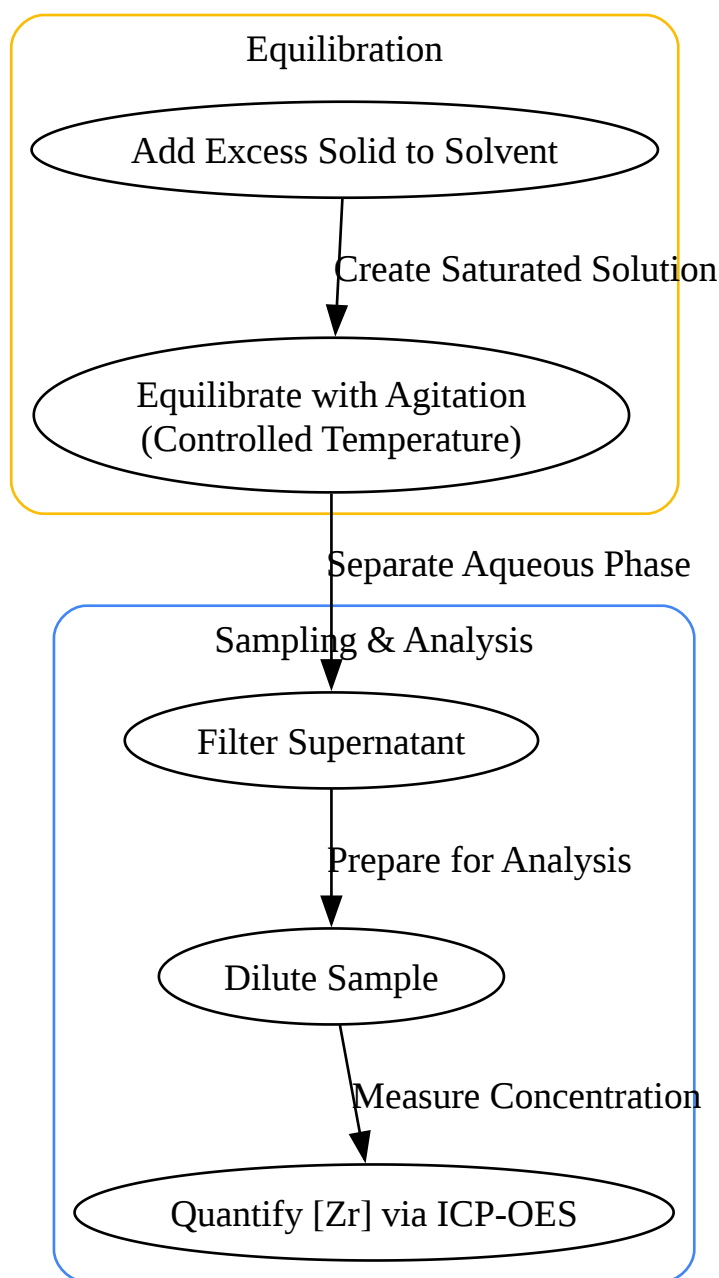 Equilibration
Add Excess Solid to Solvent
Create Saturated Solution
Equilibrate with Agitation
(Controlled Temperature)
Separate Aqueous Phase
Sampling & Analysis
Filter Supernatant
Prepare for Analysis
Dilute Sample
Measure Concentration
Quantify [Zr] via ICP-OES